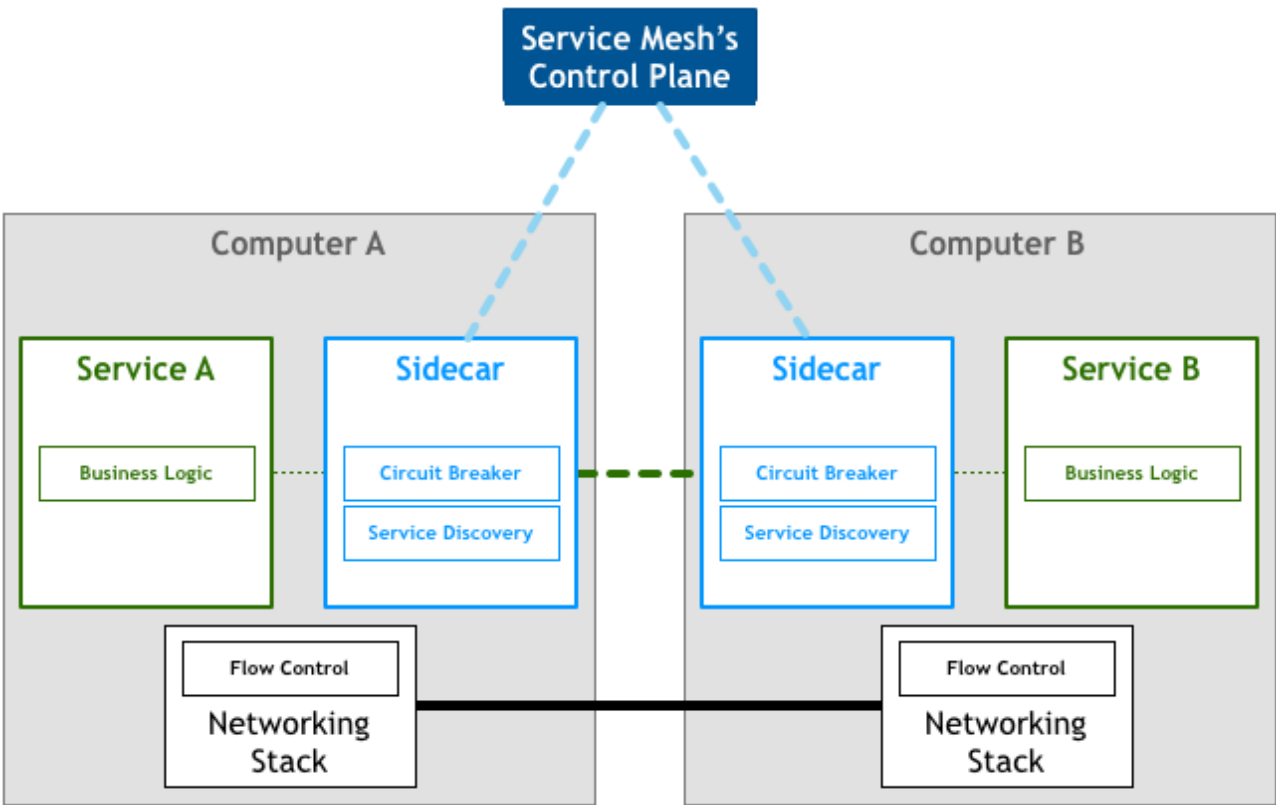 Service Mesh's
Control Plane
Computer A
Computer B
Service A
Sidecar
Sidecar
Service B
Business Logic
Circuit Breaker
Circuit Breaker
Business Logic
Service Discovery
Service Discovery
Flow Control
Flow Control
Networking
Stack
Networking
Stack